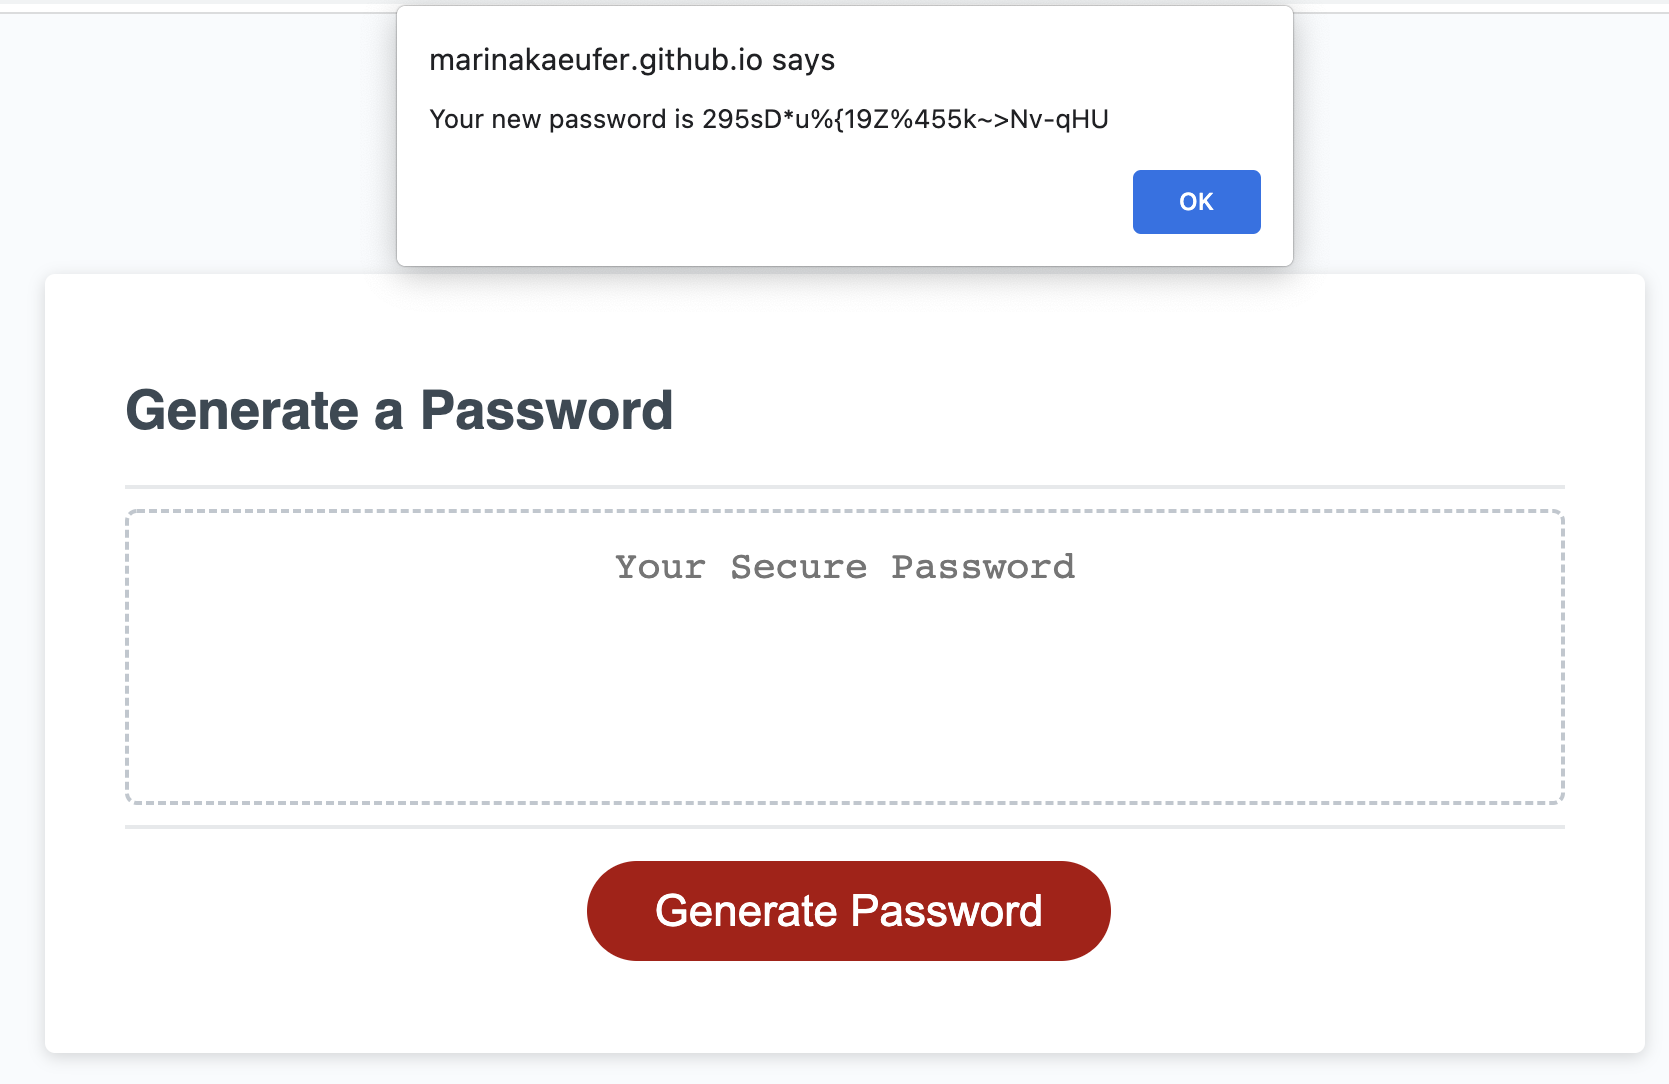 marinakaeufer.github.io says
Your new password is 295sD*u%{19Z%455k~>Nv-qHU
OK
Generate a Password
Your Secure Password
Generate Password